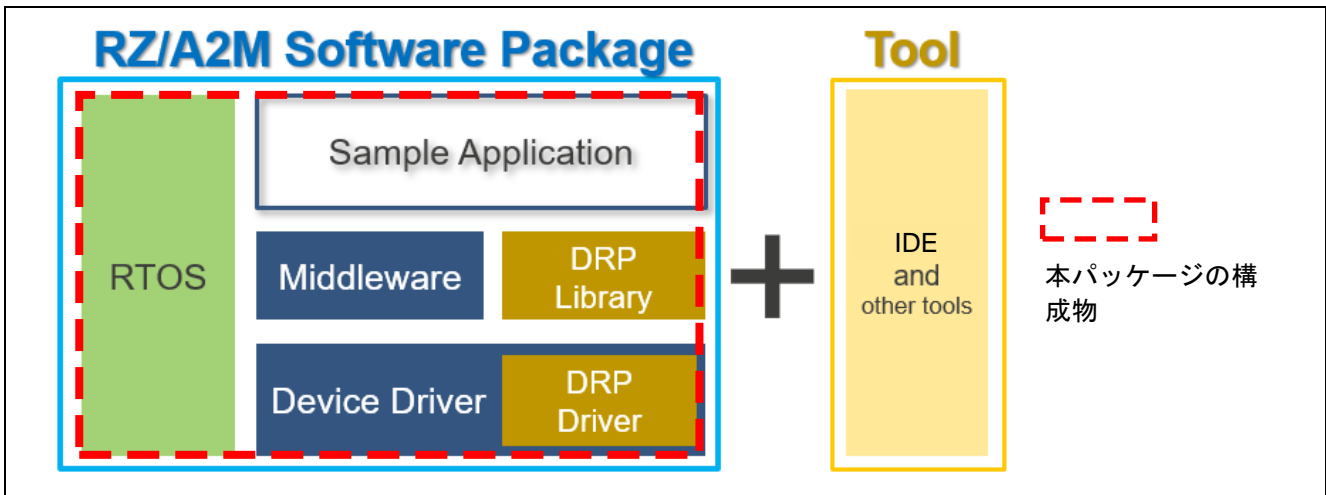 RZ/A2M Software Package
Tool
RTOS
Sample Application
Middleware
DRP
Library
Device Driver
DRP
Driver
+
IDE
and
other tools
本パッケージの構
成物